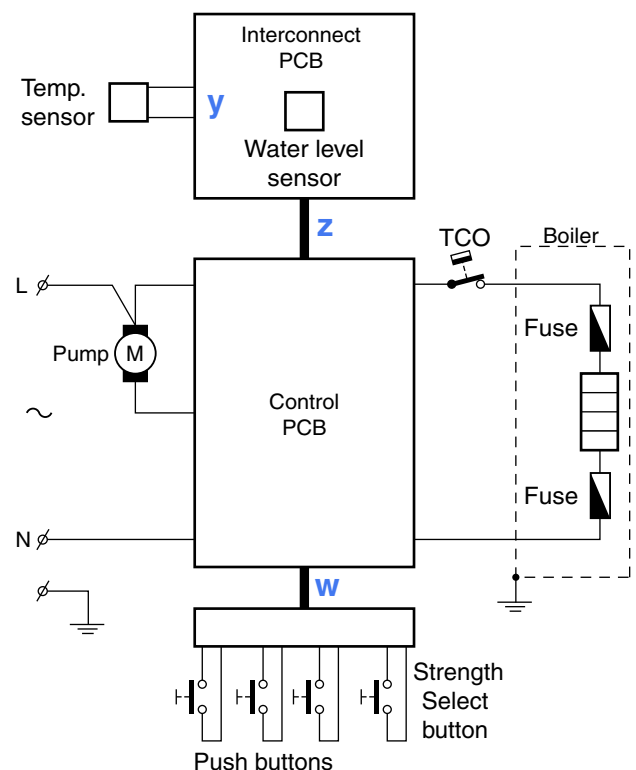 Interconnect
PCB
Temp.
sensor
y
Water level
sensor
z
TCO
Boiler
L
Fuse
Pump
M
Control
PCB
Fuse
N
w
Strength
Select
button
Push buttons